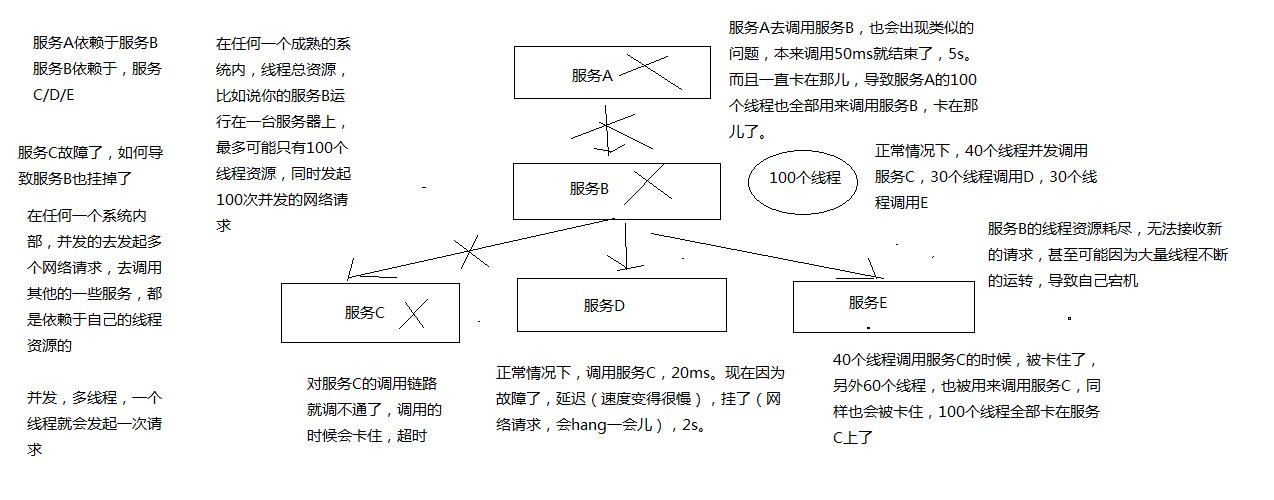 服务A依赖于服务B
服务B依赖于，服务
C/D/E
服务C故障了，如何导
致服务B也挂掉了
在任何一个系统内
部，并发的去发起多
个网络请求，去调用
其他的一些服务，都
是依赖于自己的线程
资源的
并发，多线程，一个
线程就会发起一次请
求
在任何一个成熟的系
统内，线程总资源，
比如说你的服务B运
行在一台服务器上，
最多可能只有100个
线程资源，同时发起
100次并发的网络请
求
服务A
服务B
服务C
服务D
服务E
服务A去调用服务B，也会出现类似的
问题，本来调用50ms就结束了，5s。
而且一直卡在那儿，导致服务A的100
个线程也全部用来调用服务B，卡在那
儿了。
100个线程
正常情况下，40个线程并发调用
服务C，30个线程调用D，30个线
程调用E
服务B的线程资源耗尽，无法接收新
的请求，甚至可能因为大量线程不断
的运转，导致自己宕机
对服务C的调用链路
就调不通了，调用的
时候会卡住，超时
正常情况下，调用服务C，20ms。现在因为
故障了，延迟（速度变得很慢），挂了（网
络请求，会hang一会儿），2s。
40个线程调用服务C的时候，被卡住了，
另外60个线程，也被用来调用服务C，同
样也会被卡住，100个线程全部卡在服务
C上了